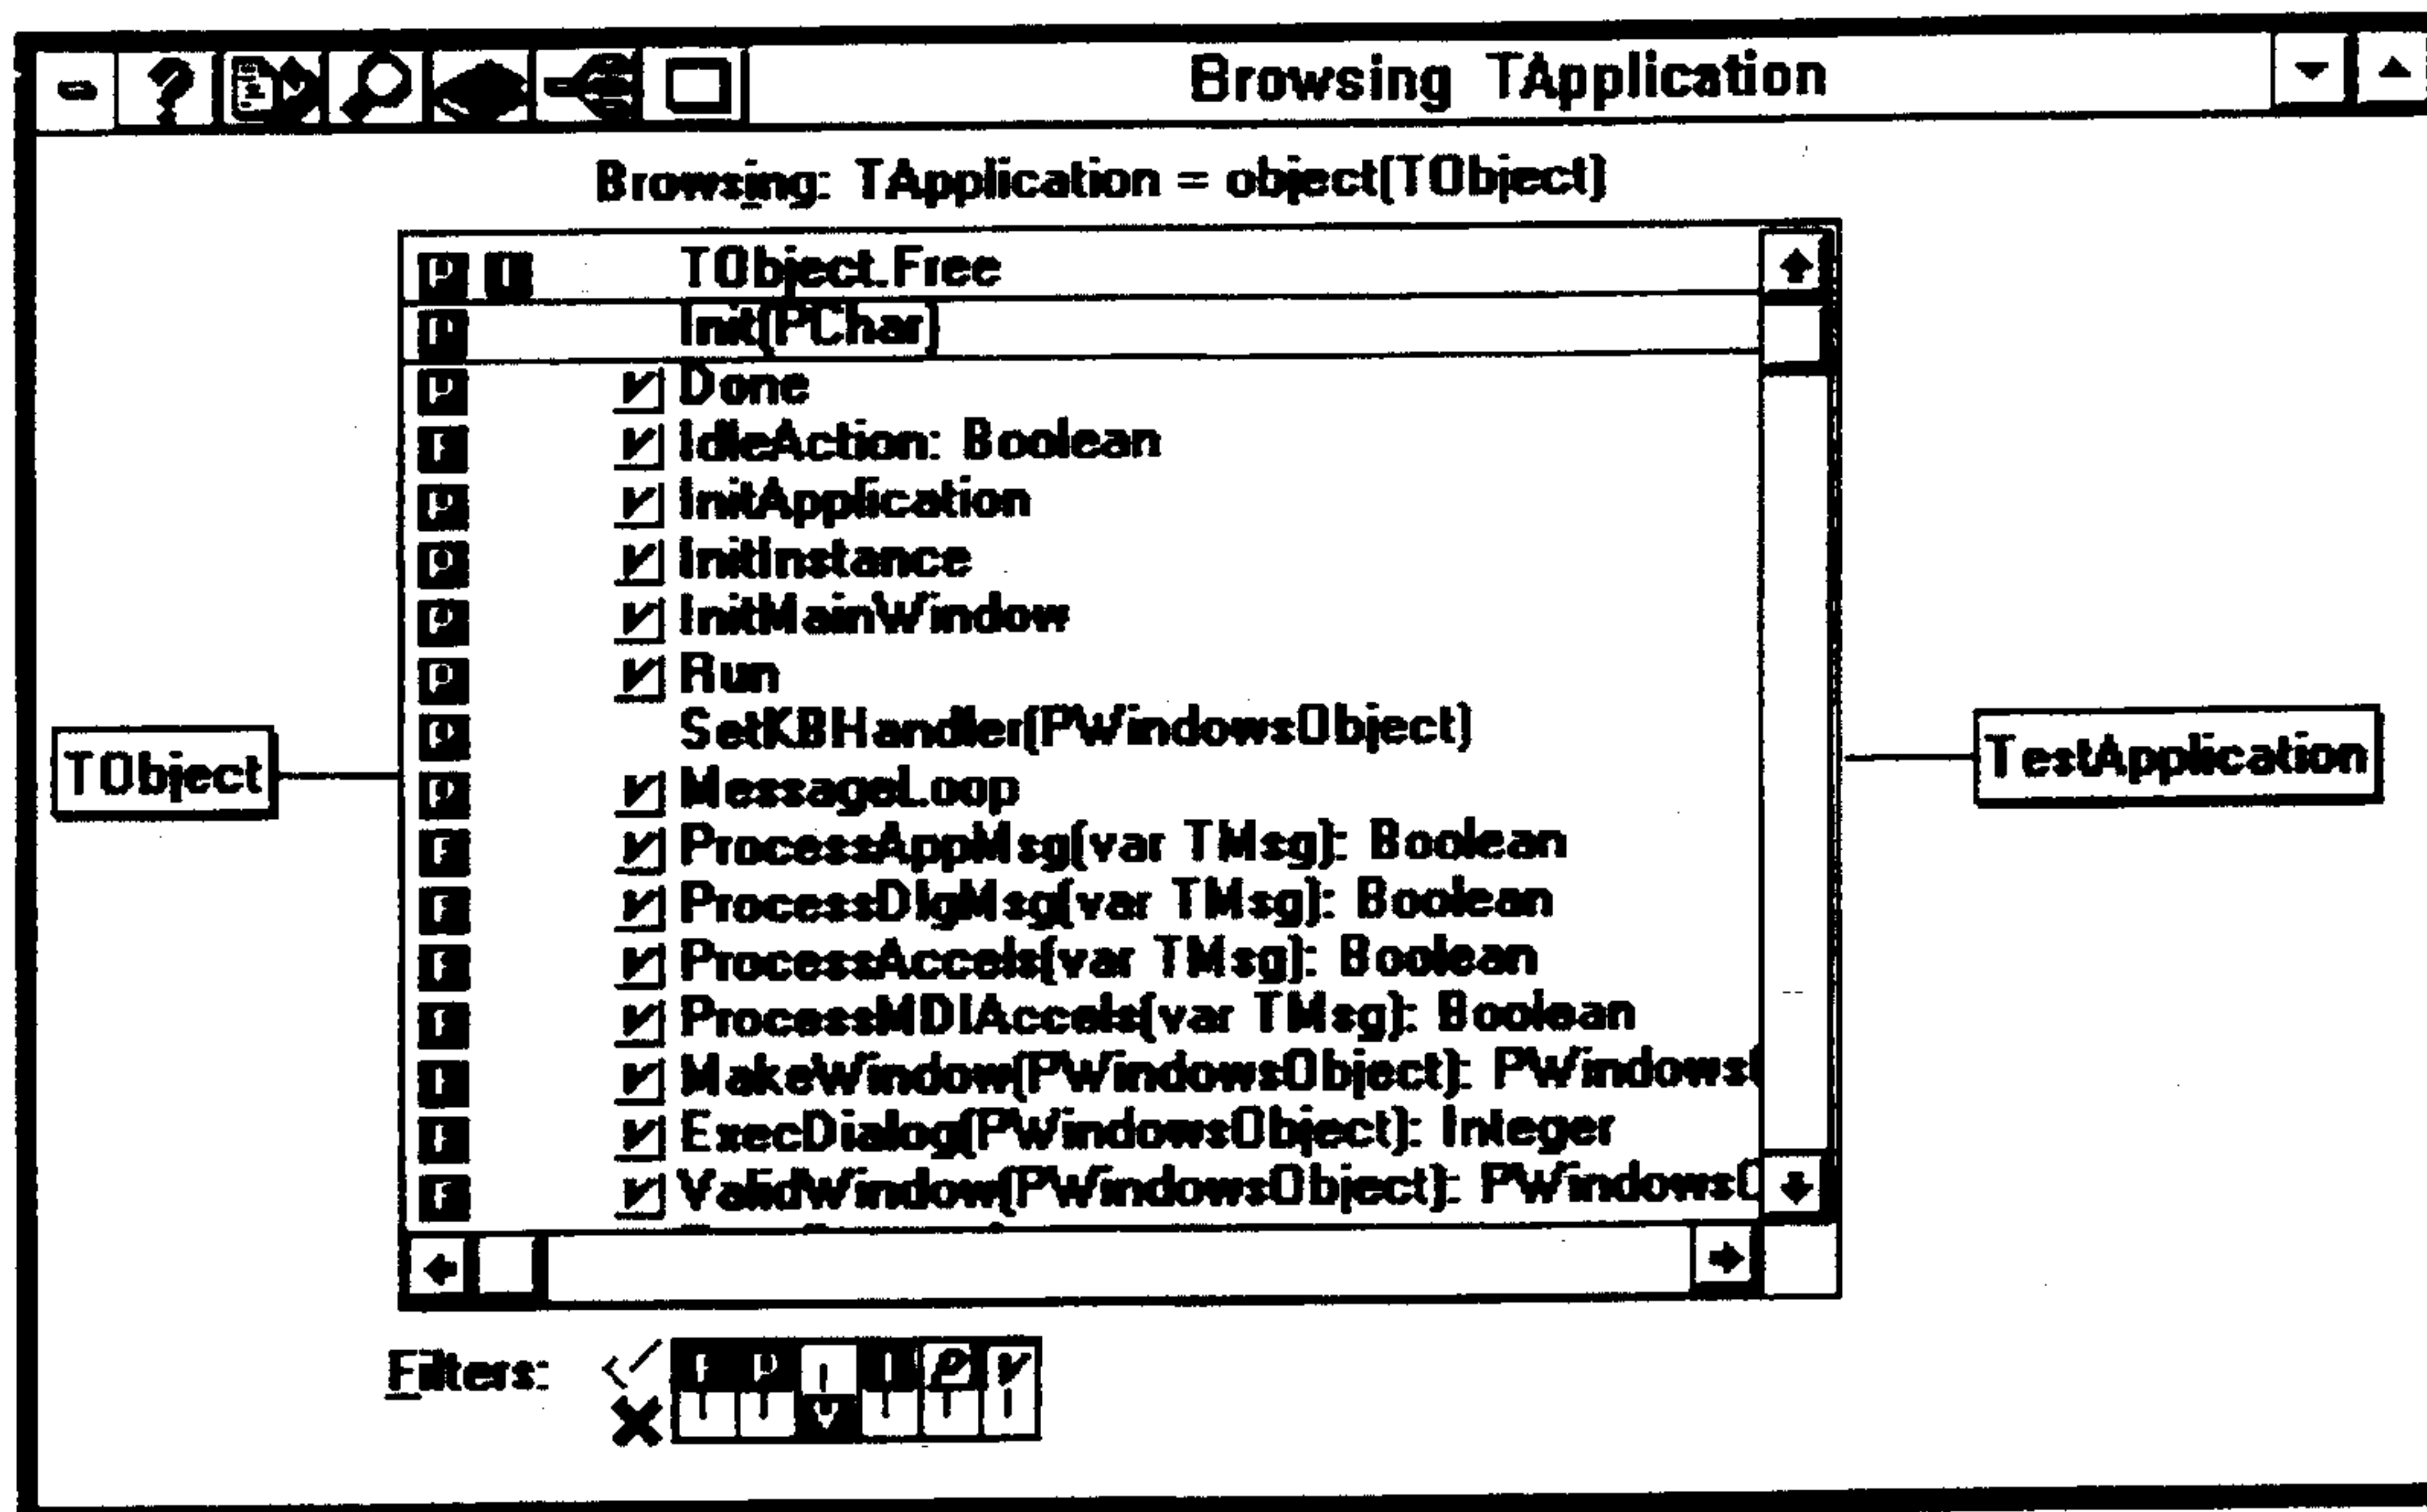 Browsing TApplication
Browsing: TApplication = object(TObject)
P TObject.Free
P Init(PChar)
P Done
F IdleAction: Boolean
P InitApplication
P InitInstance
P InitMainWindow
P Run
P SetKBHandler(PWindowsObject)
P MessageLoop
F ProcessAppMsg(var TMsg): Boolean
F ProcessDlgMsg(var TMsg): Boolean
F ProcessAccels(var TMsg): Boolean
F ProcessMDIAccels(var TMsg): Boolean
F MakeWindow(PWindowsObject): PWindows
F ExecDialog(PWindowsObject): Integer
F ValidWindow(PWindowsObject): PWindowsO
TObject
TestApplication
Filters: F P